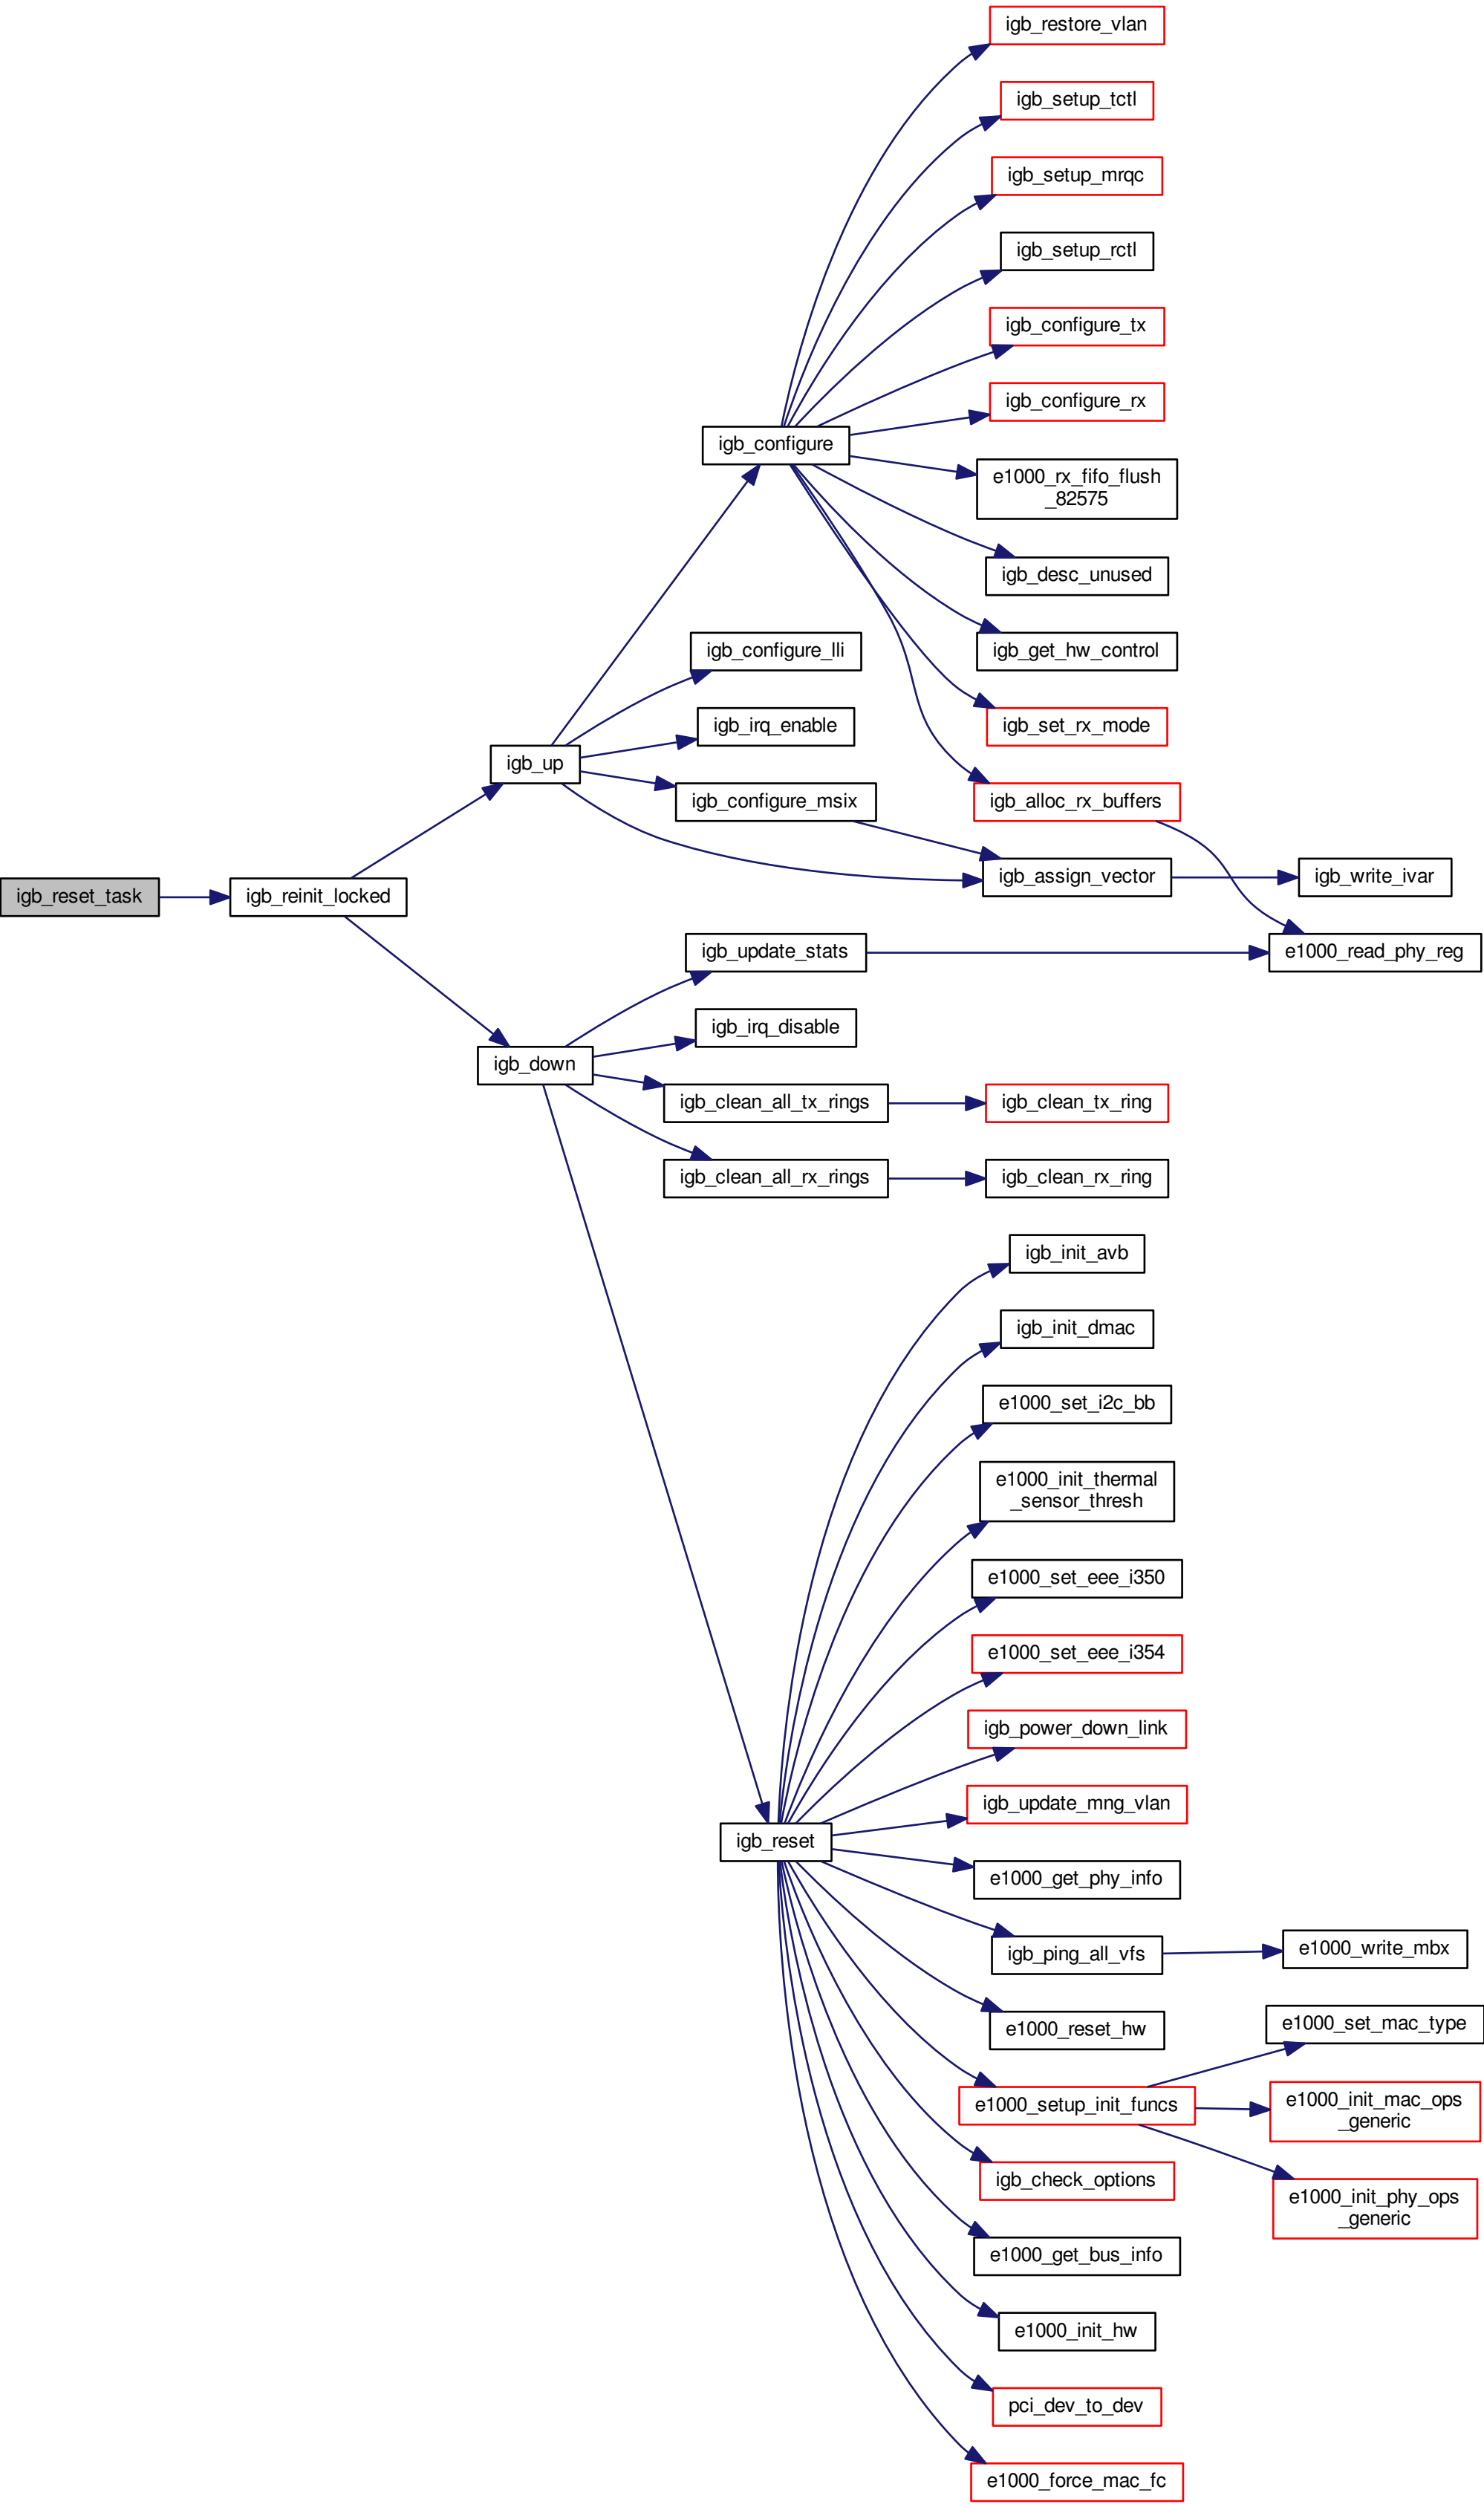 igb_restore_vlan
igb_setup_tctl
igb_setup_mrqc
igb_setup_rctl
igb_configure_tx
igb_configure_rx
igb_configure
e1000_rx_fifo_flush
_82575
igb_desc_unused
igb_configure_lli
igb_get_hw_control
igb_irq_enable
igb_set_rx_mode
igb_up
igb_configure_msix
igb_alloc_rx_buffers
igb_assign_vector
igb_write_ivar
igb_reset_task
igb_reinit_locked
igb_update_stats
e1000_read_phy_reg
igb_irq_disable
igb_down
igb_clean_all_tx_rings
igb_clean_tx_ring
igb_clean_all_rx_rings
igb_clean_rx_ring
igb_init_avb
igb_init_dmac
e1000_set_i2c_bb
e1000_init_thermal
_sensor_thresh
e1000_set_eee_i350
e1000_set_eee_i354
igb_power_down_link
igb_update_mng_vlan
igb_reset
e1000_get_phy_info
igb_ping_all_vfs
e1000_write_mbx
e1000_reset_hw
e1000_set_mac_type
e1000_setup_init_funcs
e1000_init_mac_ops
_generic
igb_check_options
e1000_init_phy_ops
_generic
e1000_get_bus_info
e1000_init_hw
pci_dev_to_dev
e1000_force_mac_fc